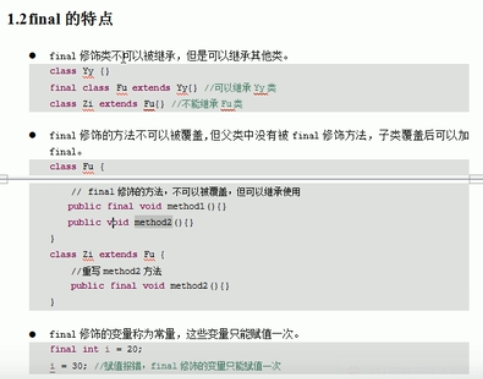 1.2final 的特点
● final 修饰类不可以被继承，但是可以继承其他类。
class Yy {}
final class Fu extends Yy{} //可以继承 Yy 类
class Zi extends Fu{} //不能继承 Fu 类
● final 修饰的方法不可以被覆盖,但父类中没有被 final 修饰方法，子类覆盖后可以加
final。
class Fu {
// final 修饰的方法，不可以被覆盖，但可以继承使用
public final void method1(){}
public void method2(){}
}
class Zi extends Fu {
//重写 method2 方法
public final void method2(){}
}
● final 修饰的变量称为常量，这些变量只能赋值一次。
final int i = 20;
i = 30; //赋值报错，final 修饰的变量只能赋值一次